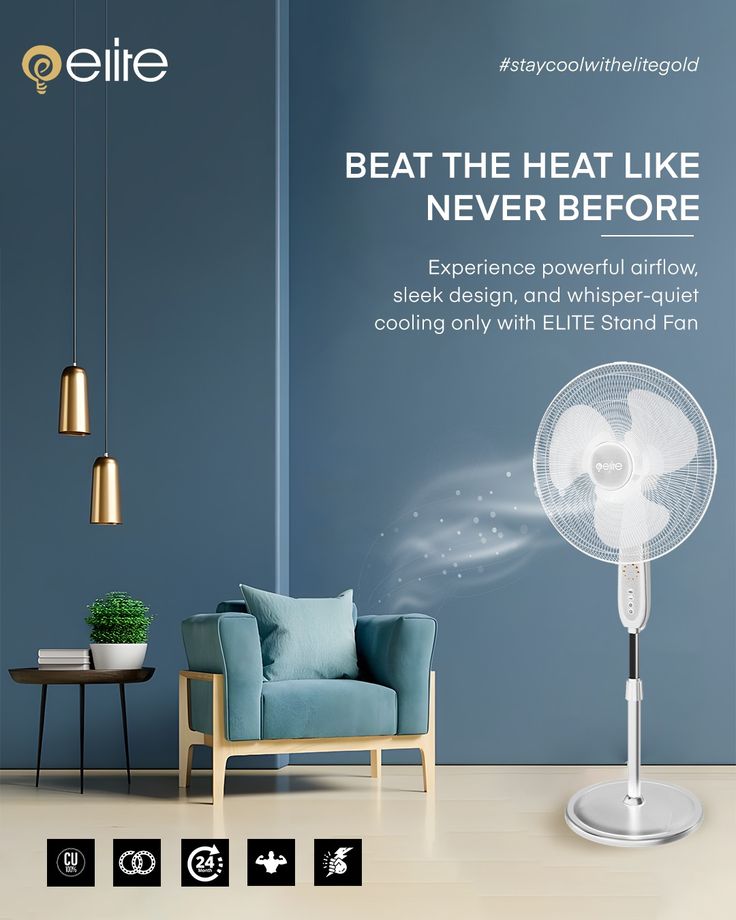 elite
#staycoolwithelitegold
BEAT THE HEAT LIKE
NEVER BEFORE
Experience powerful airflow,
sleek design, and whisper-quiet
cooling only with ELITE Stand Fan
elite
CU
100%
24
Month